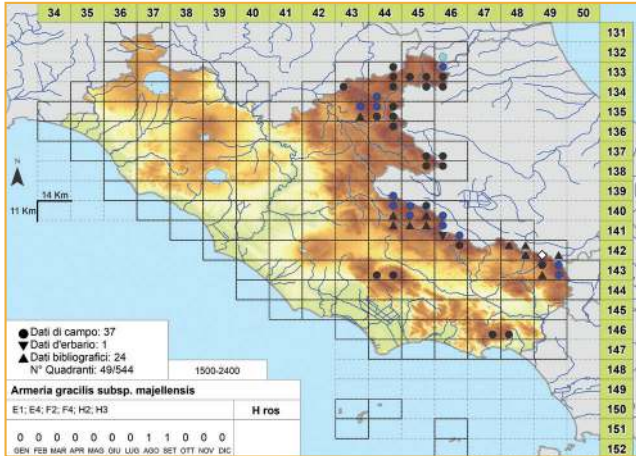 34 35 36 37 38 39 40 41 42 43 44 45 46 47 48 49 50
131
132
133
134
135
136
137
138
139
140
141
142
143
144
145
146
147
148
149
150
151
152
N
14 Km
11 Km
Dati di campo: 37
Dati d'erbario: 1
Dati bibliografici: 24
N° Quadranti: 49/544
1500-2400
Armeria gracilis subsp. majellensis
E1; E4; F2; F4; H2; H3
H ros
0 0 0 0 0 0 0 1 1 0 0 0
GEN FEB MAR APR MAG GIU LUG AGO SET OTT NOV DIC